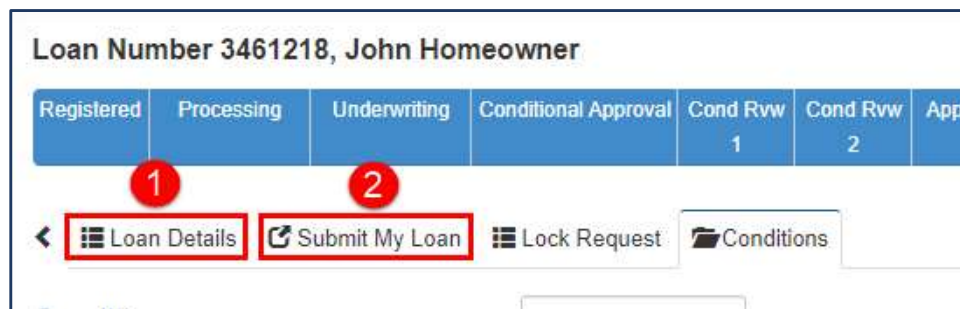 Loan Number 3461218, John Homeowner
Registered Processing Underwriting Conditional Approval Cond Rvw Cond Rvw App
1 2
1 2
Loan Details Submit My Loan Lock Request Conditions